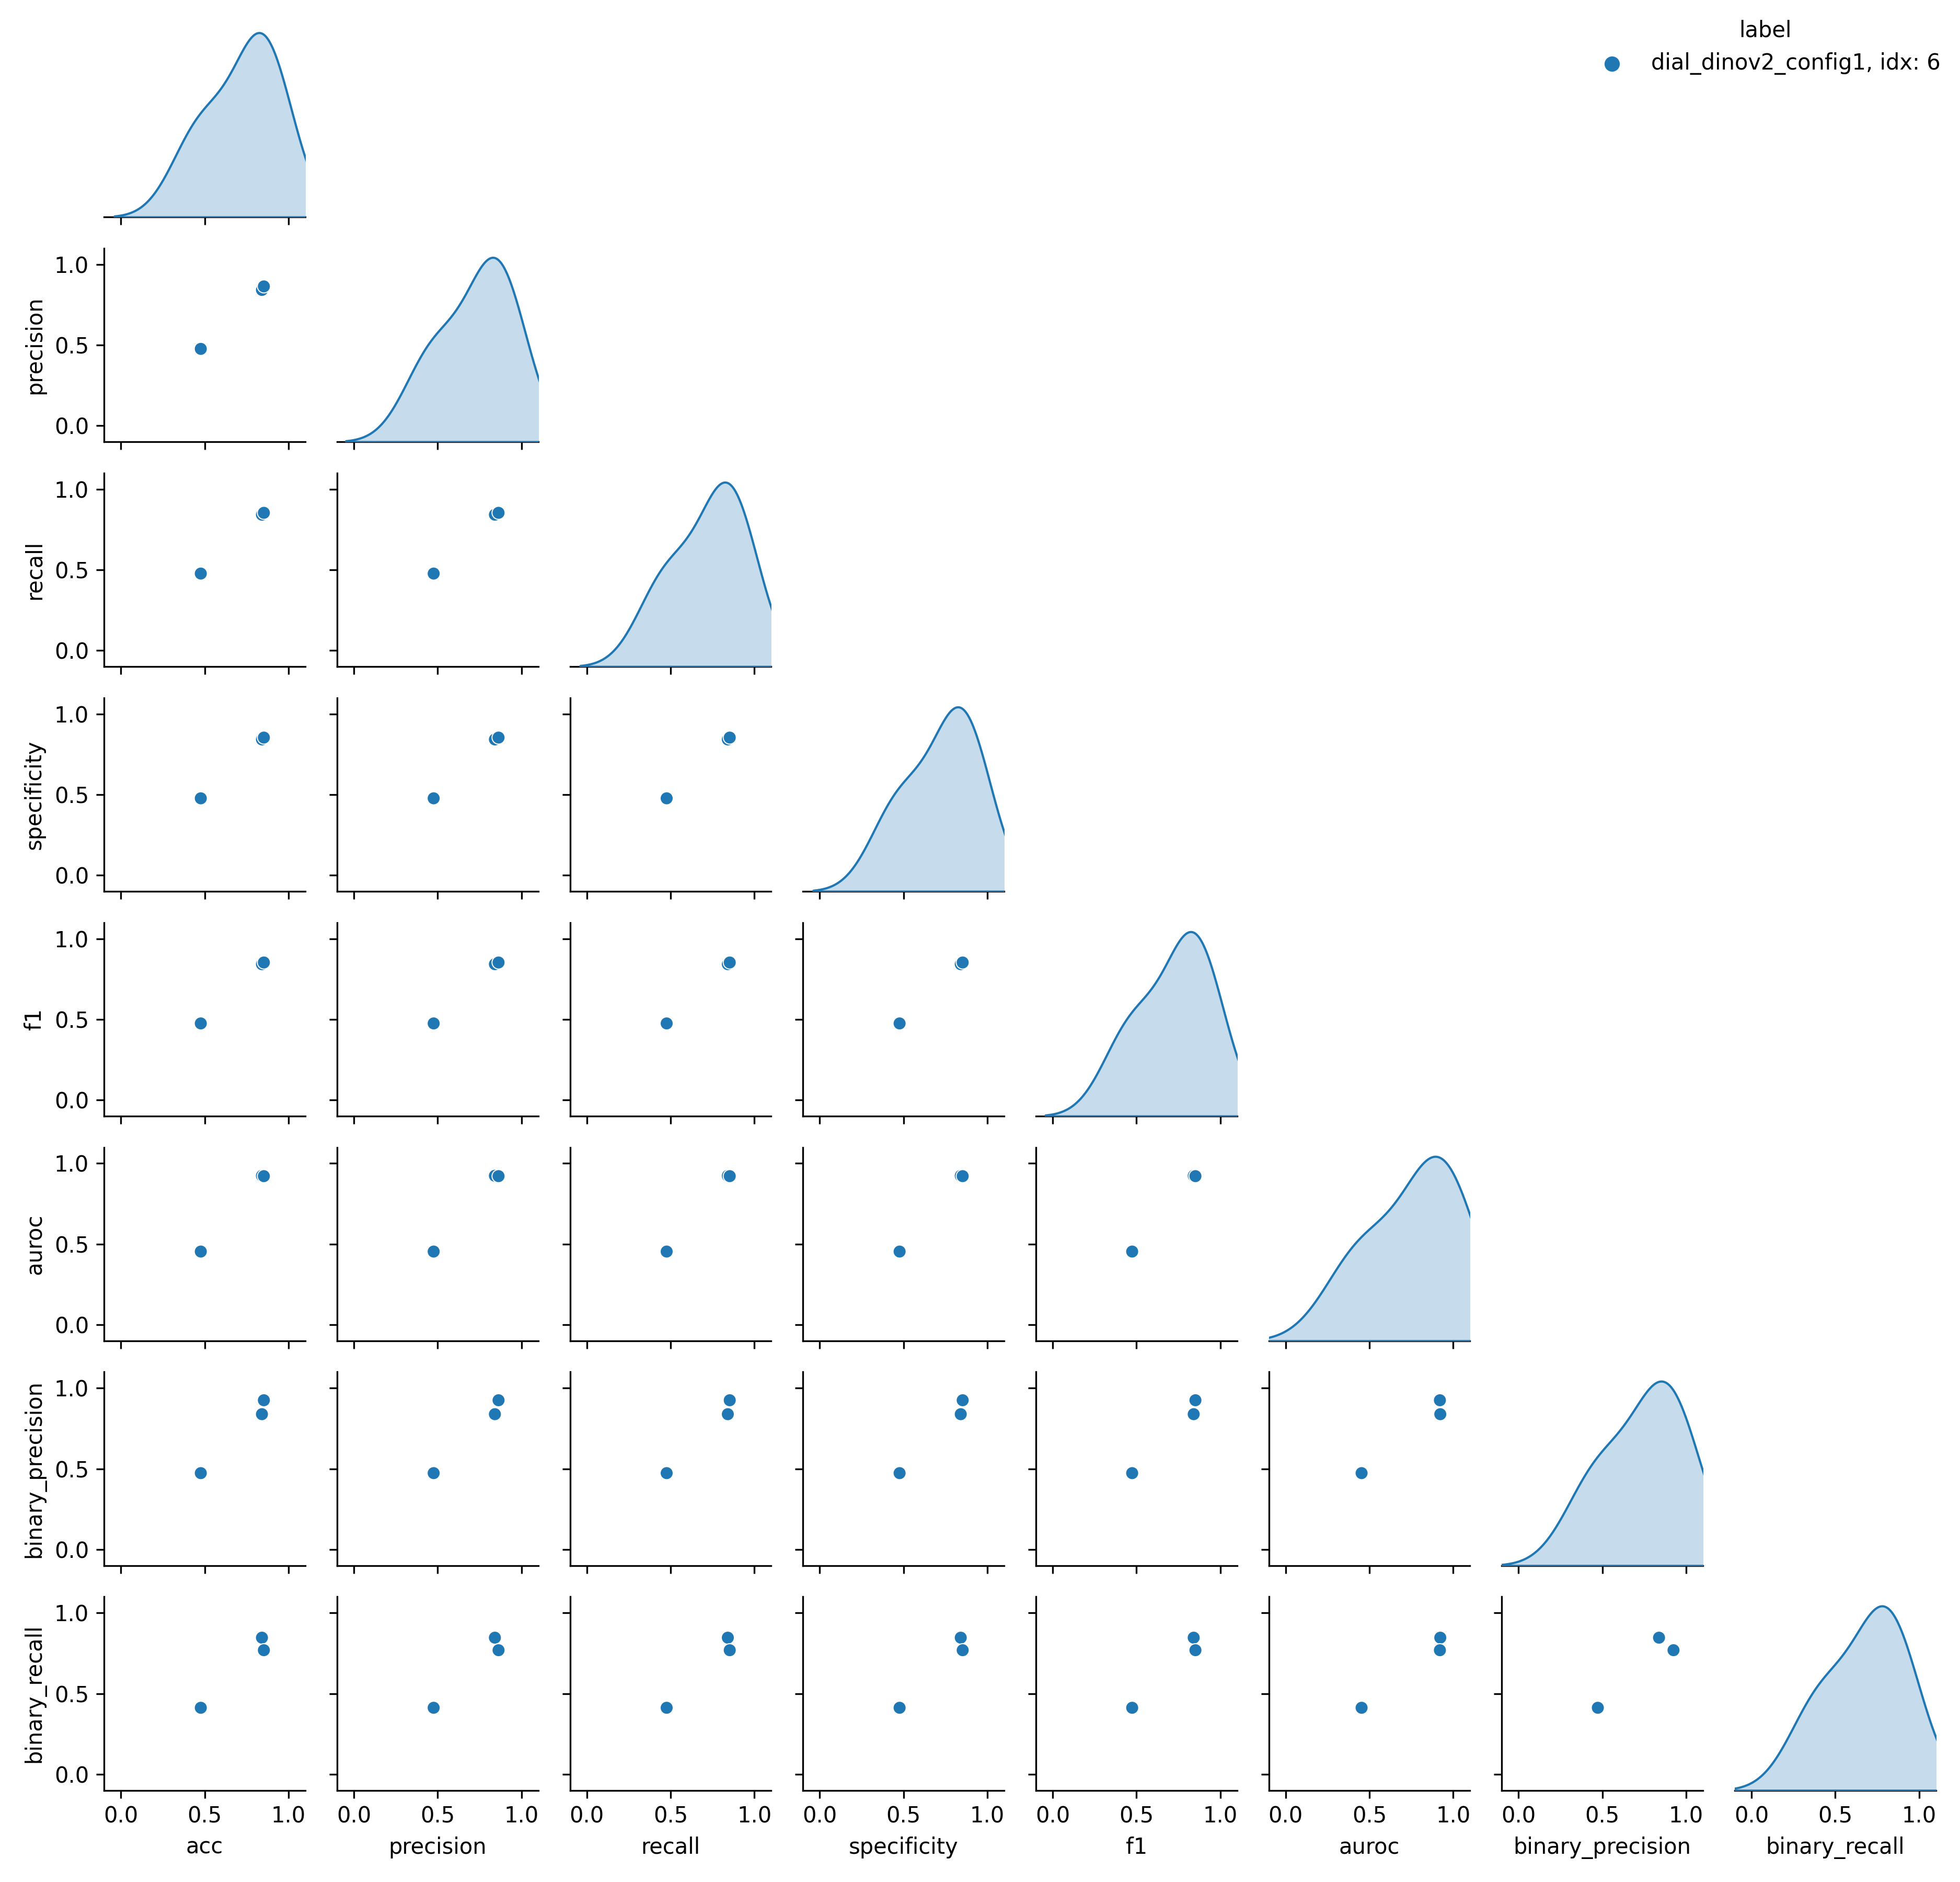 label
dial_dinov2_config1, idx: 6
1.0
0.5
0.0
precision
1.0
0.5
0.0
recall
1.0
0.5
0.0
specificity
1.0
0.5
0.0
f1
1.0
0.5
0.0
auroc
1.0
0.5
0.0
binary_precision
1.0
0.5
0.0
binary_recall
0.0 0.5 1.0 0.0 0.5 1.0 0.0 0.5 1.0 0.0 0.5 1.0 0.0 0.5 1.0 0.0 0.5 1.0 0.0 0.5 1.0 0.0 0.5 1.0
acc precision recall specificity f1 auroc binary_precision binary_recall